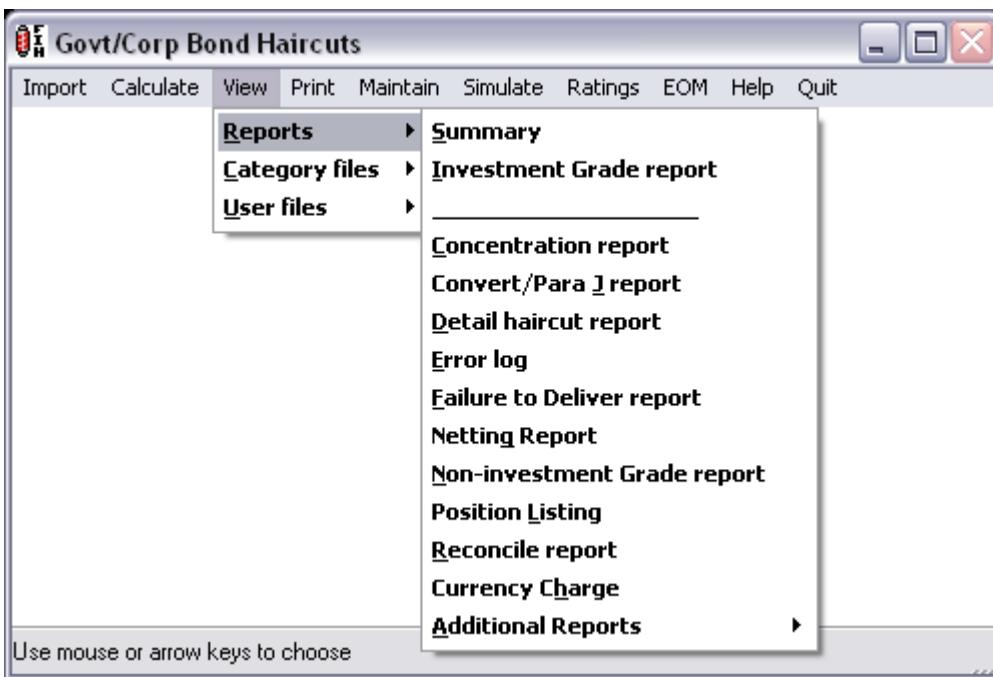 FIH Govt/Corp Bond Haircuts
Import Calculate View Print Maintain Simulate Ratings EOM Help Quit
Reports
Category files
User files
Summary
Investment Grade report
Concentration report
Convert/Para J report
Detail haircut report
Error log
Failure to Deliver report
Netting Report
Non-investment Grade report
Position Listing
Reconcile report
Currency Charge
Additional Reports
Use mouse or arrow keys to choose